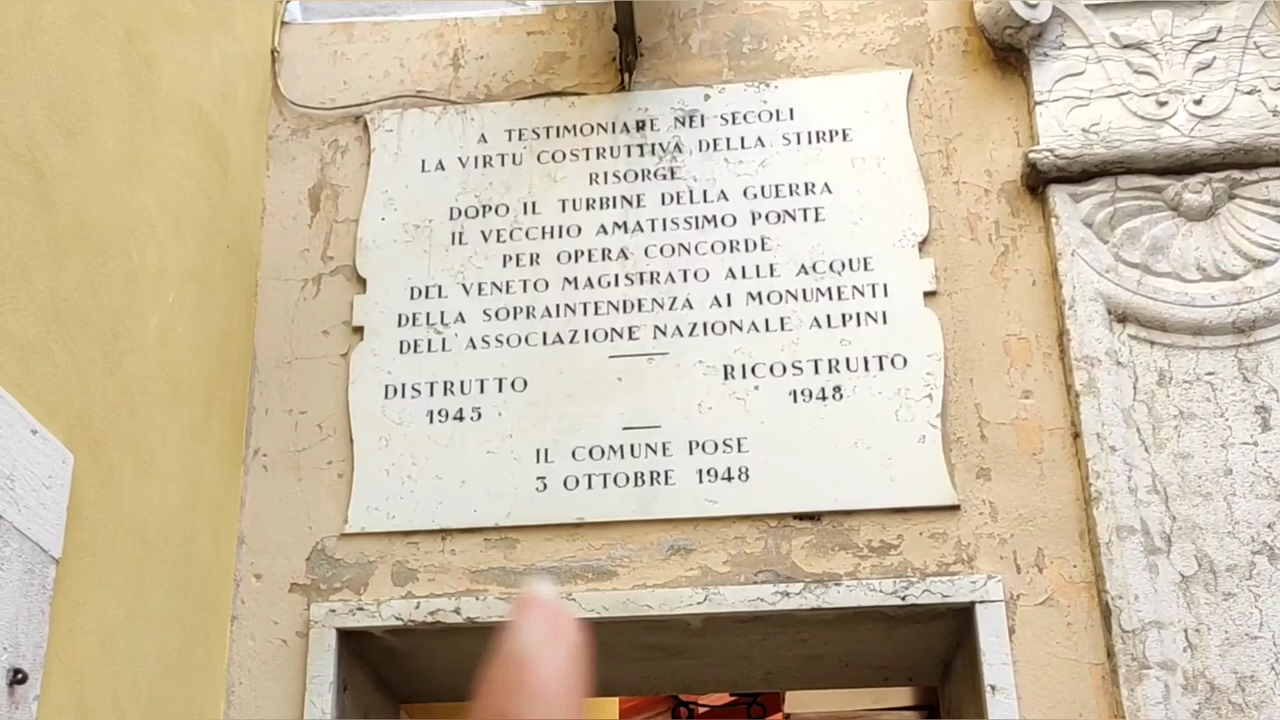 A TESTIMONIARE NEI SECOLI
LA VIRTU' COSTRUTTIVA DELLA STIRPE
RISORGE
DOPO IL TURBINE DELLA GUERRA
IL VECCHIO AMATISSIMO PONTE
PER OPERA CONCORDE
DEL VENETO MAGISTRATO ALLE ACQUE
DELLA SOPRAINTENDENZA AI MONUMENTI
DELL'ASSOCIAZIONE NAZIONALE ALPINI
DISTRUTTO
1945
RICOSTRUITO
1948
IL COMUNE POSE
3 OTTOBRE 1948